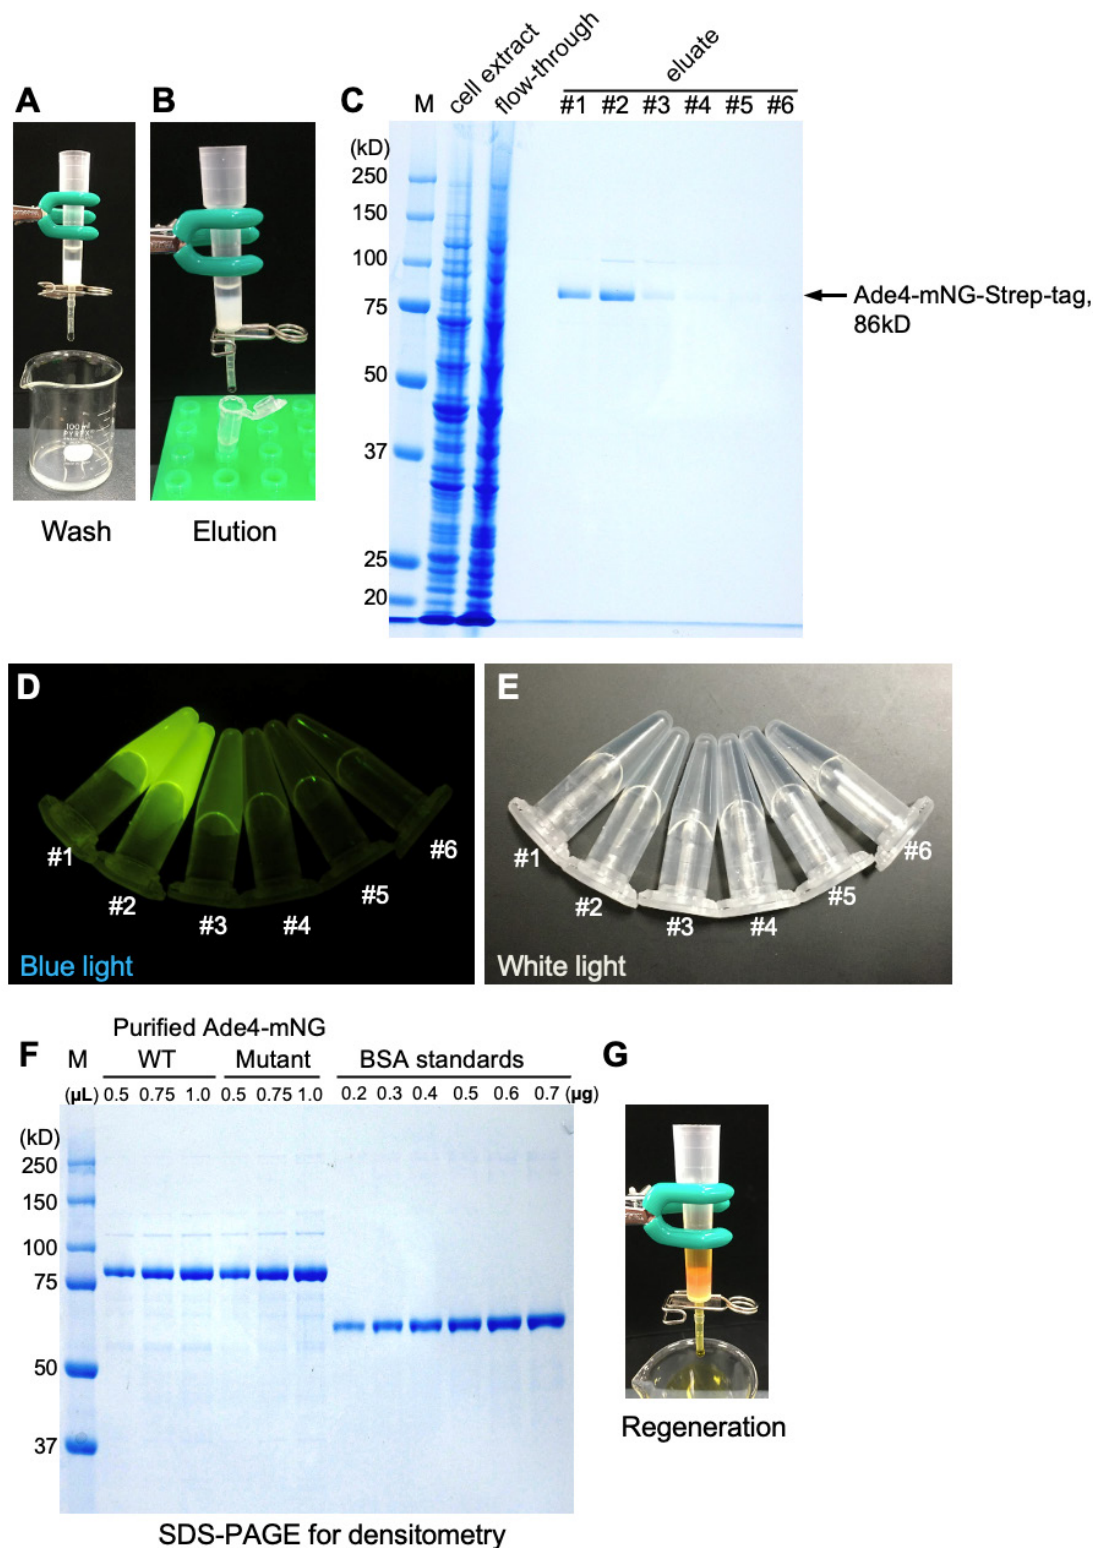 A
B
C
M
cell extract
flow-through
eluate
#1 #2 #3 #4 #5 #6
(kD)
250
150
100
75
50
37
25
20
Ade4-mNG-Strep-tag,
86kD
100 ml
PYREX
Wash
Elution
D
#1
#2
#3
#4
#5
#6
Blue light
E
#1
#2
#3
#4
#5
#6
White light
Purified Ade4-mNG
F M WT Mutant BSA standards
(µL) 0.5 0.75 1.0 0.5 0.75 1.0 0.2 0.3 0.4 0.5 0.6 0.7 (µg)
(kD)
250
150
100
75
50
37
SDS-PAGE for densitometry
G
Regeneration